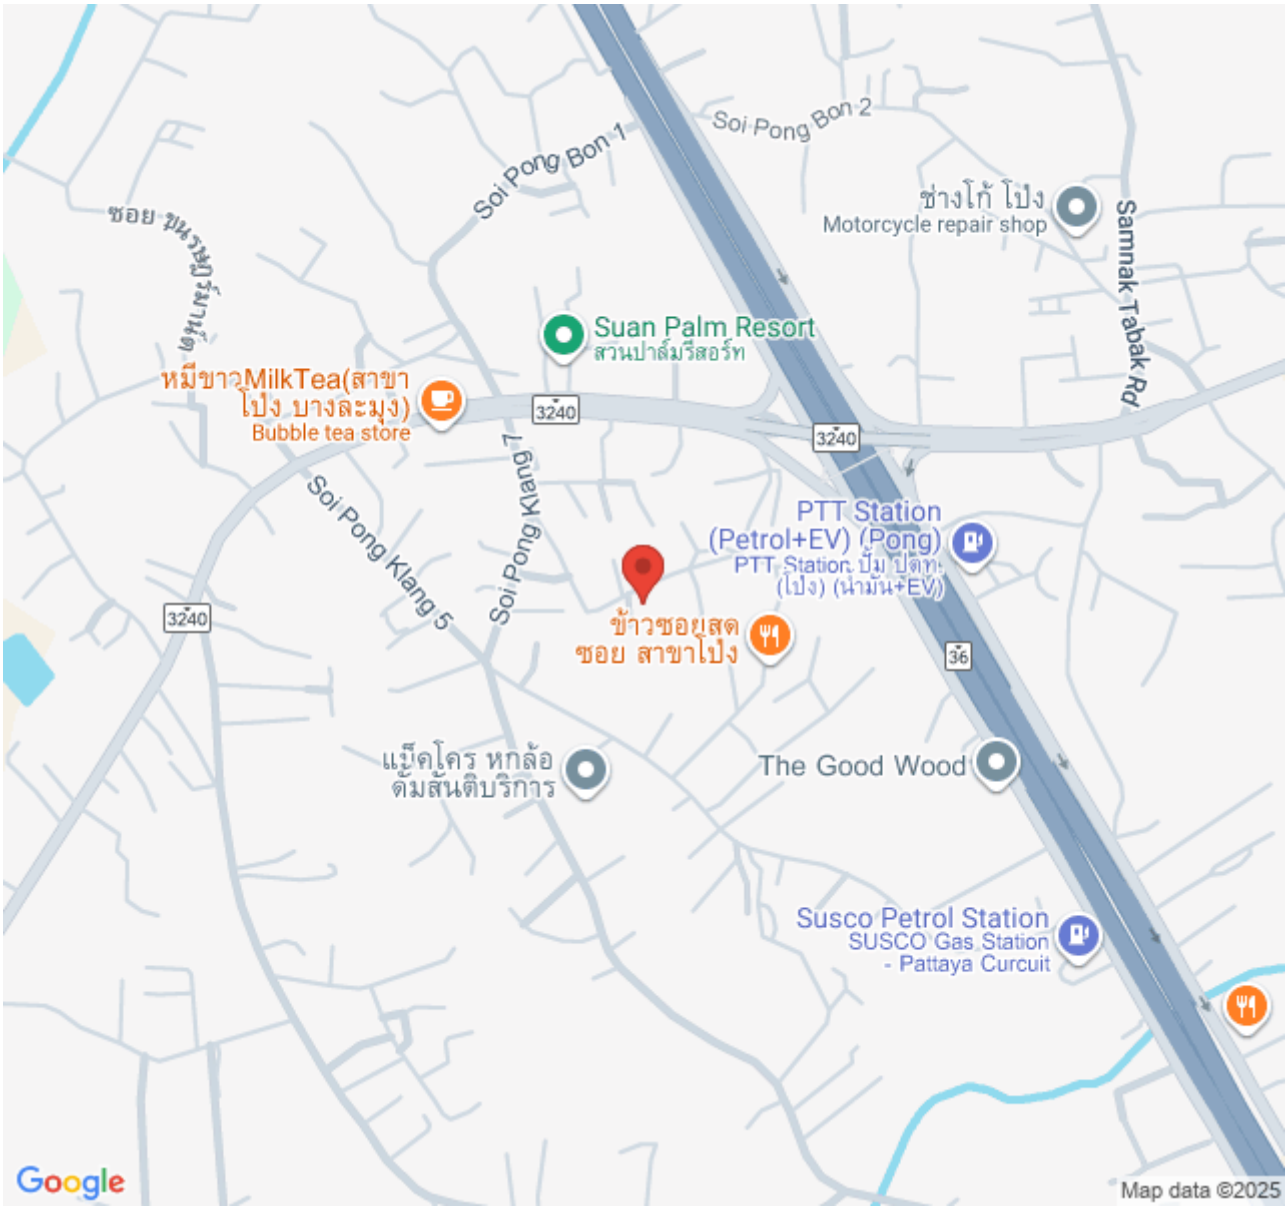 Soi Pong Bon 2
Soi Pong Bon 1
ช่างโก้ โป่ง
Motorcycle repair shop
Samnak Tabak Rd
Suan Palm Resort
สวนปาล์มรีสอร์ท
หมีขาวMilkTea(สาขา
โป่ง บางละมุง)
Bubble tea store
3240
3240
Soi Pong Klang 7
Soi Pong Klang 5
PTT Station
(Petrol+EV) (Pong)
PTT Station ปั๊ม ปตท.
(โป่ง) (น้ำมัน+EV)
3240
ข้าวซอยสุด
ซอย สาขาโป่ง
36
แม็คโคร หกล้อ
ดั้มสันติบริการ
The Good Wood
Susco Petrol Station
SUSCO Gas Station
- Pattaya Curcuit
Google
Map data ©2025